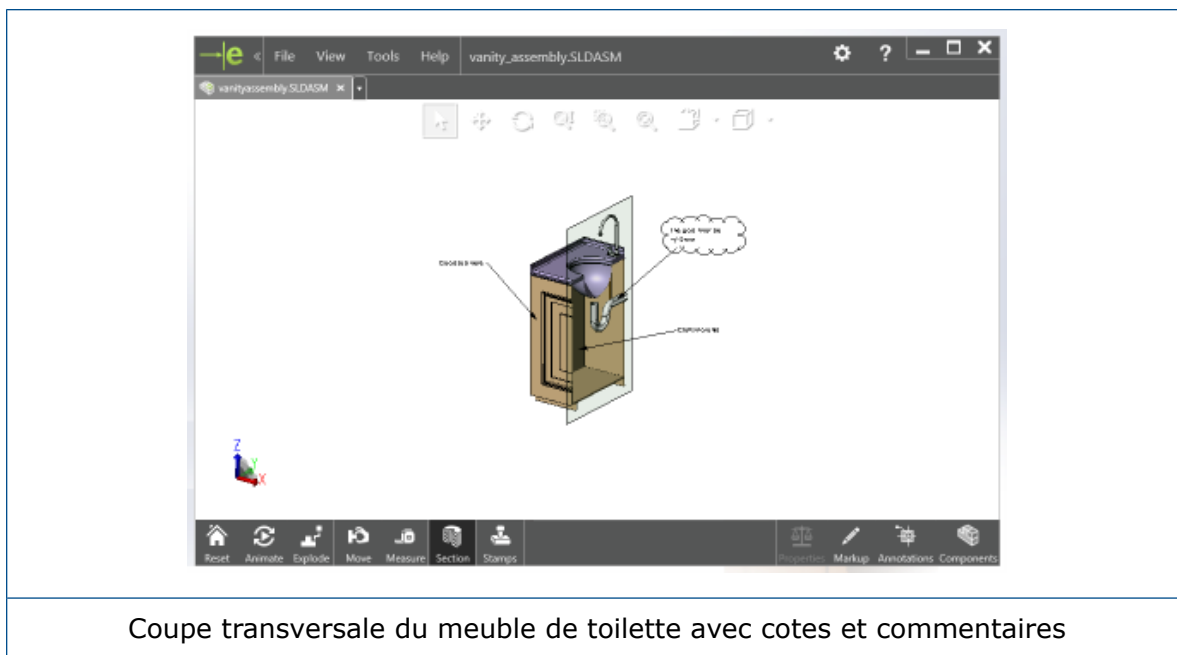 e « File View Tools Help vanity_assembly.SLDASM ?
vanityassembly.SLDASM
Z
Y
X
Reset Animate Explode Move Measure Section Stamps Properties Markup Annotations Components
Coupe transversale du meuble de toilette avec cotes et commentaires